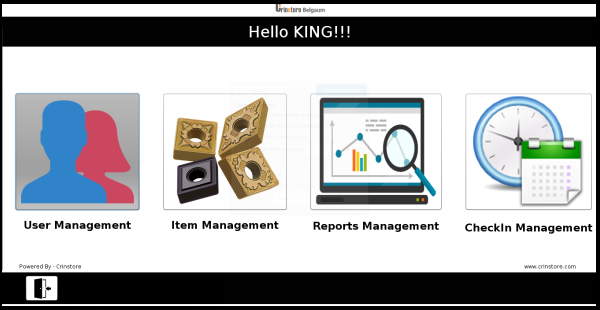 Crinstore Belgaum
Hello KING!!!
User Management
Item Management
Reports Management
CheckIn Management
Powered By - Crinstore
www.crinstore.com